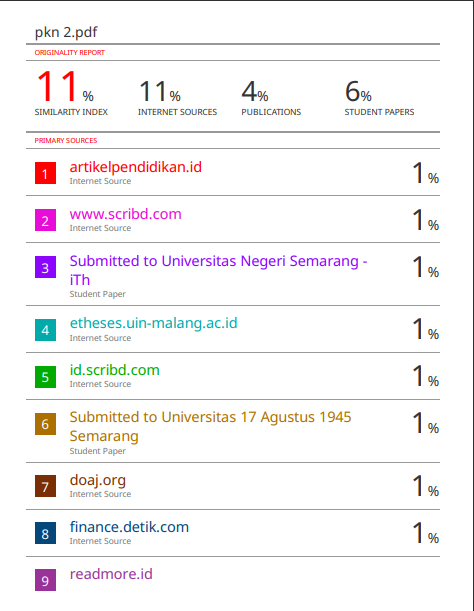 pkn 2.pdf
ORIGINALITY REPORT
11% 11% 4% 6%
SIMILARITY INDEX INTERNET SOURCES PUBLICATIONS STUDENT PAPERS
PRIMARY SOURCES
1 artikelpendidikan.id 1%
Internet Source
2 www.scribd.com 1%
Internet Source
3 Submitted to Universitas Negeri Semarang - 1%
iTh
Student Paper
4 etheses.uin-malang.ac.id 1%
Internet Source
5 id.scribd.com 1%
Internet Source
6 Submitted to Universitas 17 Agustus 1945 1%
Semarang
Student Paper
7 doaj.org 1%
Internet Source
8 finance.detik.com 1%
Internet Source
9 readmore.id